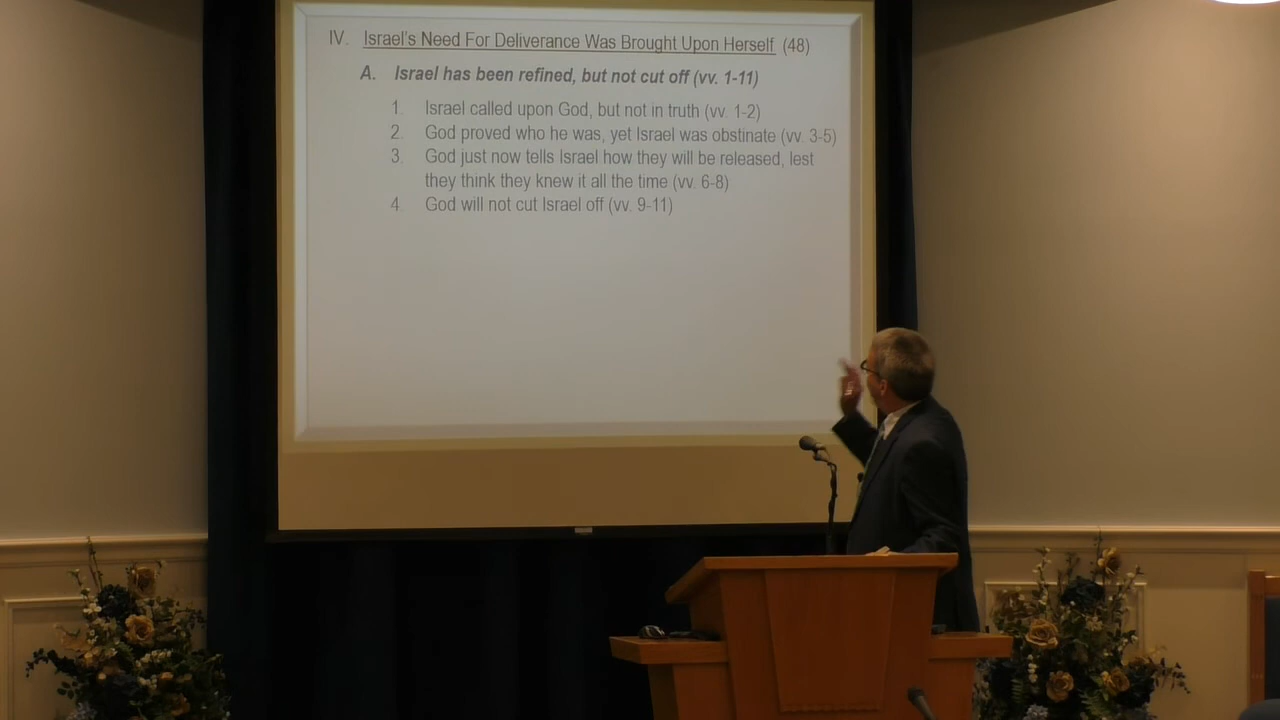 IV. Israel's Need For Deliverance Was Brought Upon Herself (48)
A. Israel has been refined, but not cut off (vv. 1-11)
1. Israel called upon God, but not in truth (vv. 1-2)
2. God proved who he was, yet Israel was obstinate (vv. 3-5)
3. God just now tells Israel how they will be released, lest
they think they knew it all the time (vv. 6-8)
4. God will not cut Israel off (vv. 9-11)